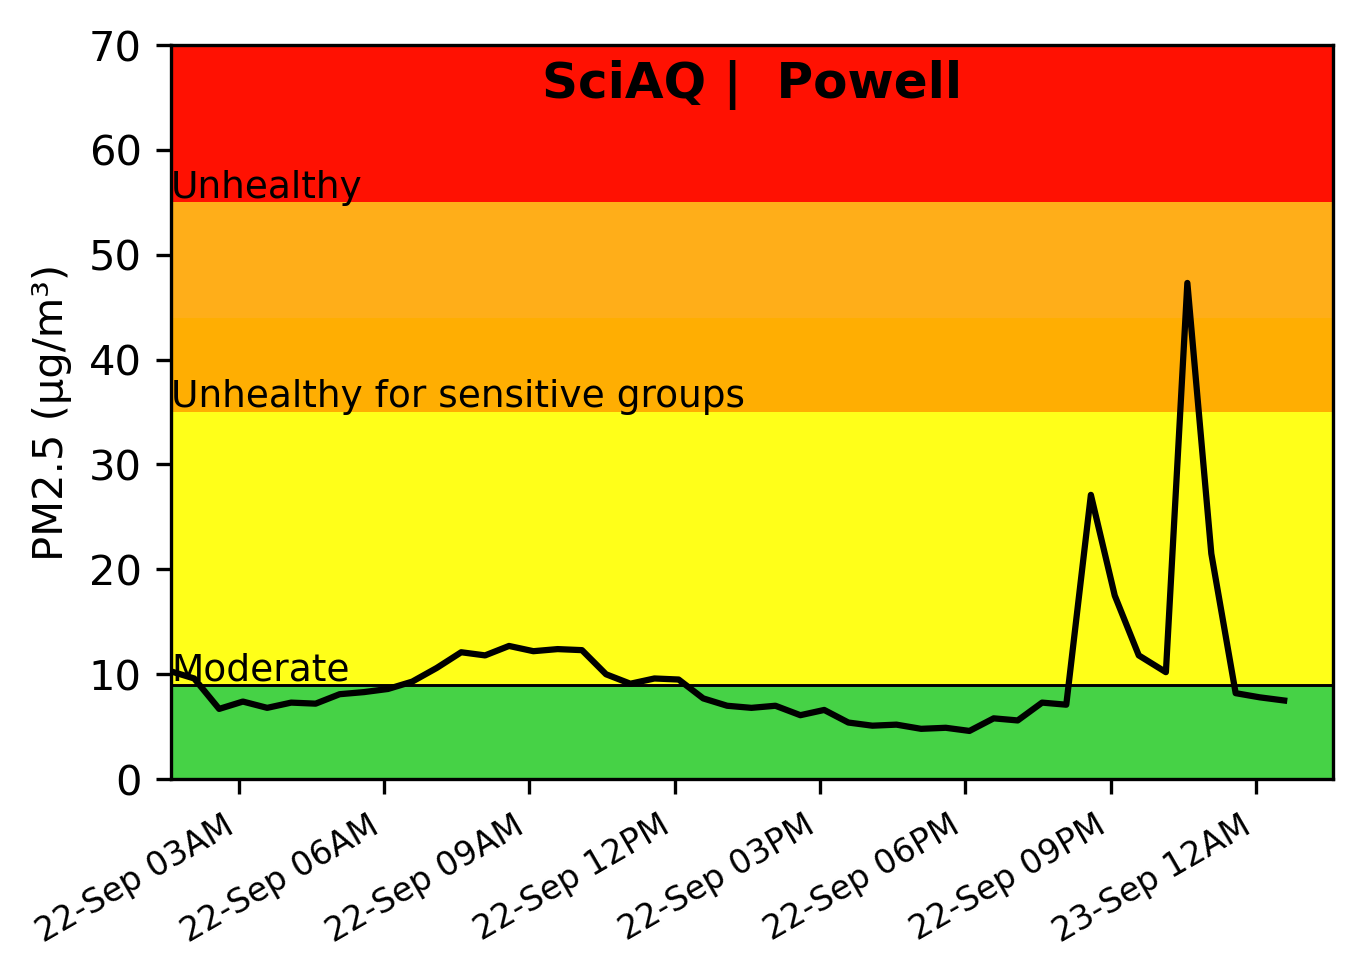 SciAQ |  Powell
PM2.5 (µg/m³)
70
60
50
40
30
20
10
0
Unhealthy
Unhealthy for sensitive groups
Moderate
22-Sep 03AM
22-Sep 06AM
22-Sep 09AM
22-Sep 12PM
22-Sep 03PM
22-Sep 06PM
22-Sep 09PM
23-Sep 12AM